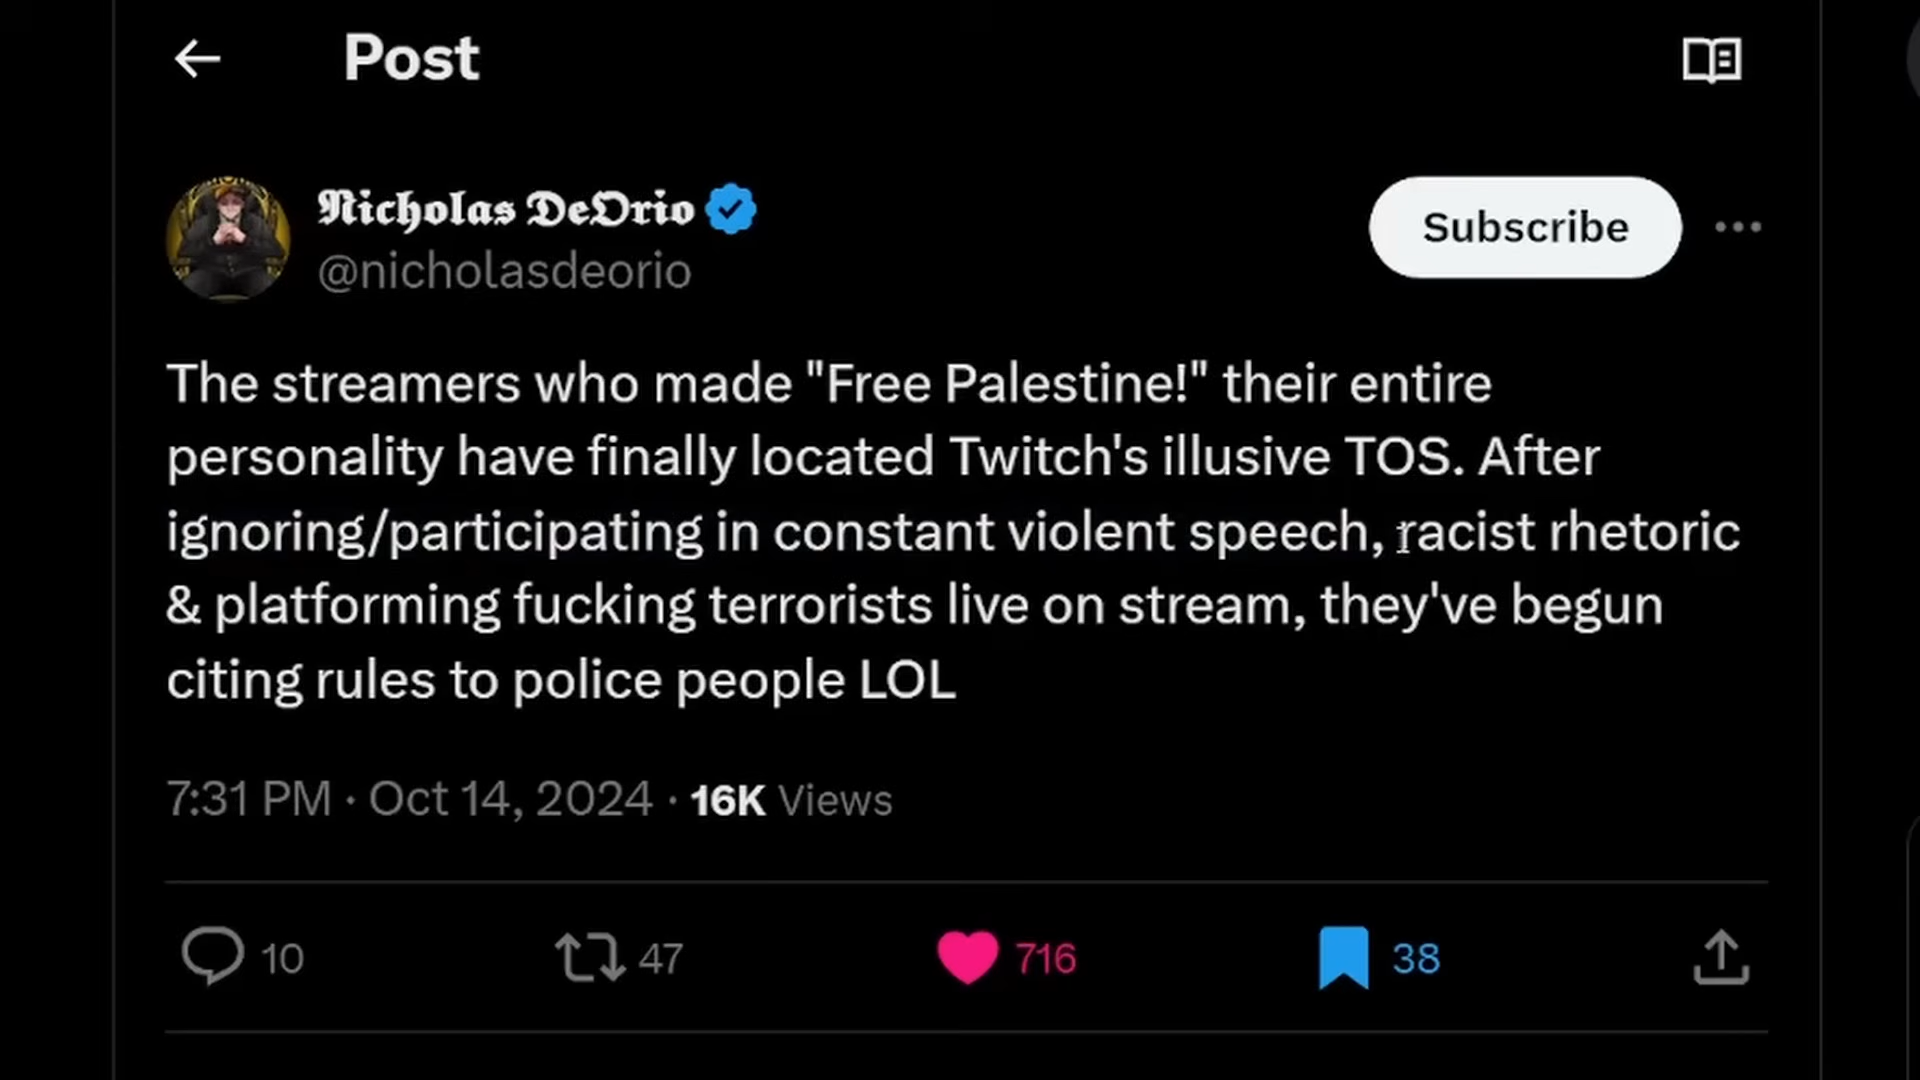 Post
Nicholas DeOrio
@nicholasdeorio
Subscribe
The streamers who made "Free Palestine!" their entire
personality have finally located Twitch's illusive TOS. After
ignoring/participating in constant violent speech, racist rhetoric
& platforming fucking terrorists live on stream, they've begun
citing rules to police people LOL
7:31 PM · Oct 14, 2024 · 16K Views
10 47 716 38